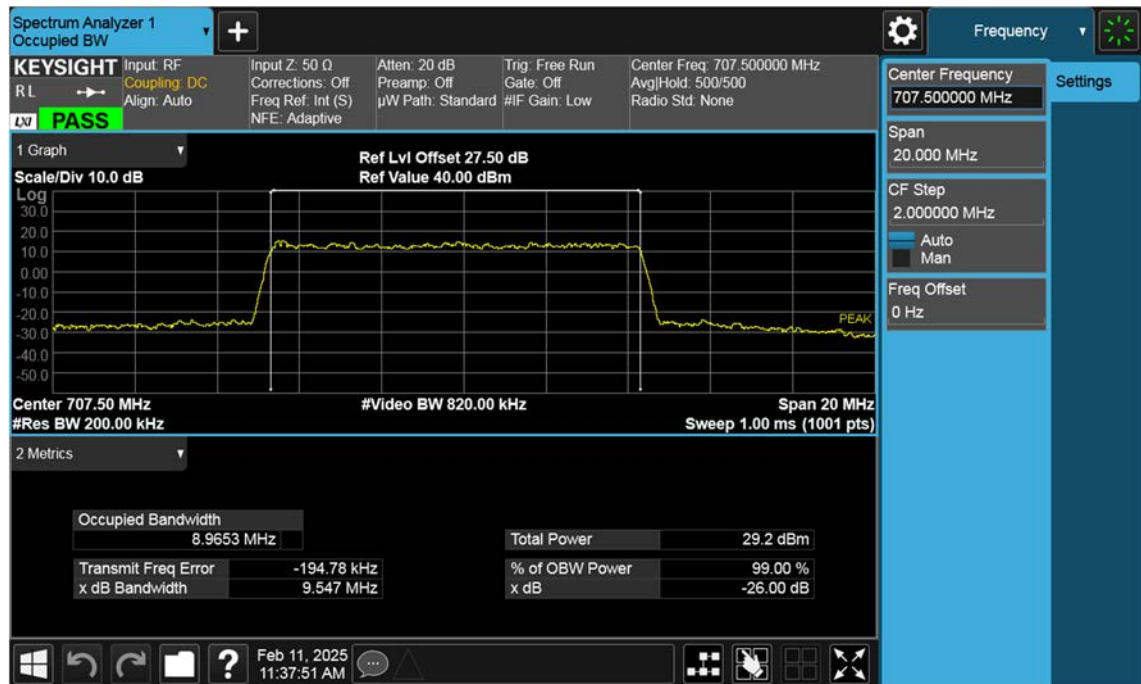 Spectrum Analyzer 1
Occupied BW
+
Frequency
KEYSIGHT
R L
LXI
PASS
Input: RF
Coupling: DC
Align: Auto
Input Z: 50 Ω
Corrections: Off
Freq Ref: Int (S)
NFE: Adaptive
Atten: 20 dB
Preamp: Off
µW Path: Standard
Trig: Free Run
Gate: Off
#IF Gain: Low
Center Freq: 707.500000 MHz
Avg|Hold: 500/500
Radio Std: None
Center Frequency
707.500000 MHz
Settings
Span
20.000 MHz
CF Step
2.000000 MHz
Auto
Man
Freq Offset
0 Hz
1 Graph
Scale/Div 10.0 dB
Ref Lvl Offset 27.50 dB
Ref Value 40.00 dBm
Log
30.0
20.0
10.0
0.00
-10.0
-20.0
-30.0
-40.0
-50.0
PEAK
Center 707.50 MHz
#Video BW 820.00 kHz
Span 20 MHz
#Res BW 200.00 kHz
Sweep 1.00 ms (1001 pts)
2 Metrics
Occupied Bandwidth
8.9653 MHz
Total Power 29.2 dBm
Transmit Freq Error -194.78 kHz
% of OBW Power 99.00 %
x dB Bandwidth 9.547 MHz
x dB -26.00 dB
?
Feb 11, 2025
11:37:51 AM